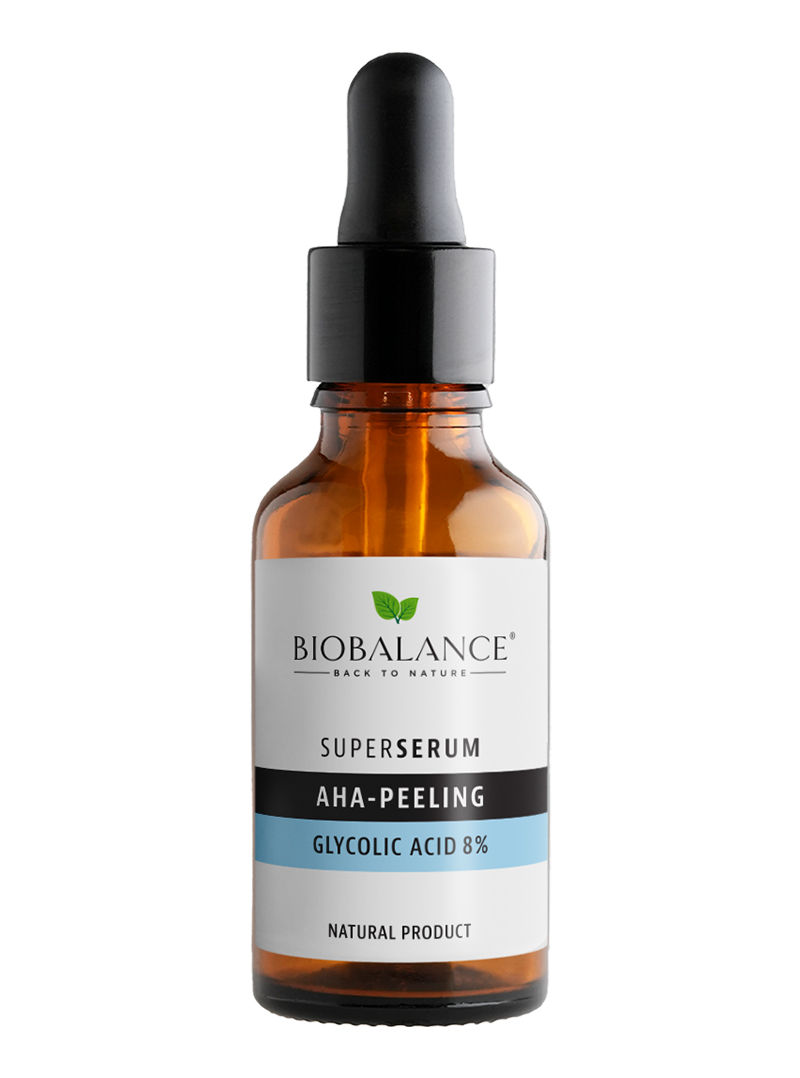 BIOBALANCE®
BACK TO NATURE
SUPERSERUM
AHA-PEELING
GLYCOLIC ACID 8%
NATURAL PRODUCT